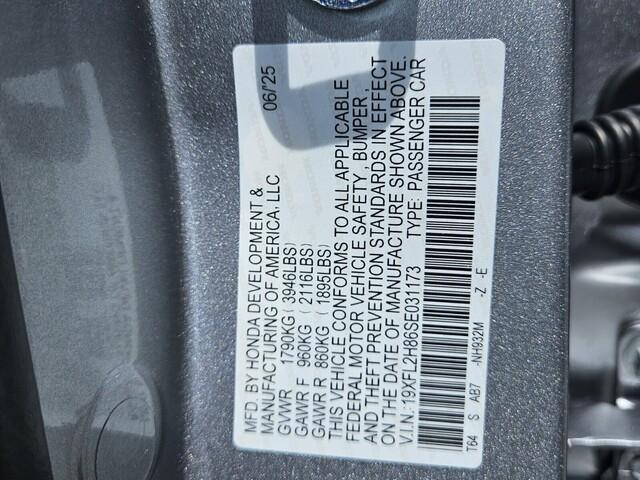 MFD. BY HONDA DEVELOPMENT & 06/'25
MANUFACTURING OF AMERICA, LLC
GVWR 1790KG ( 3946LBS)
GAWR F 960KG ( 2116LBS)
GAWR R 860KG ( 1895LBS)
THIS VEHICLE CONFORMS TO ALL APPLICABLE
FEDERAL MOTOR VEHICLE SAFETY, BUMPER,
AND THEFT PREVENTION STANDARDS IN EFFECT
ON THE DATE OF MANUFACTURE SHOWN ABOVE.
V.I.N.: 19XFL2H86SE031173 TYPE: PASSENGER CAR
T64 S AB7 -NH932M -Z -E